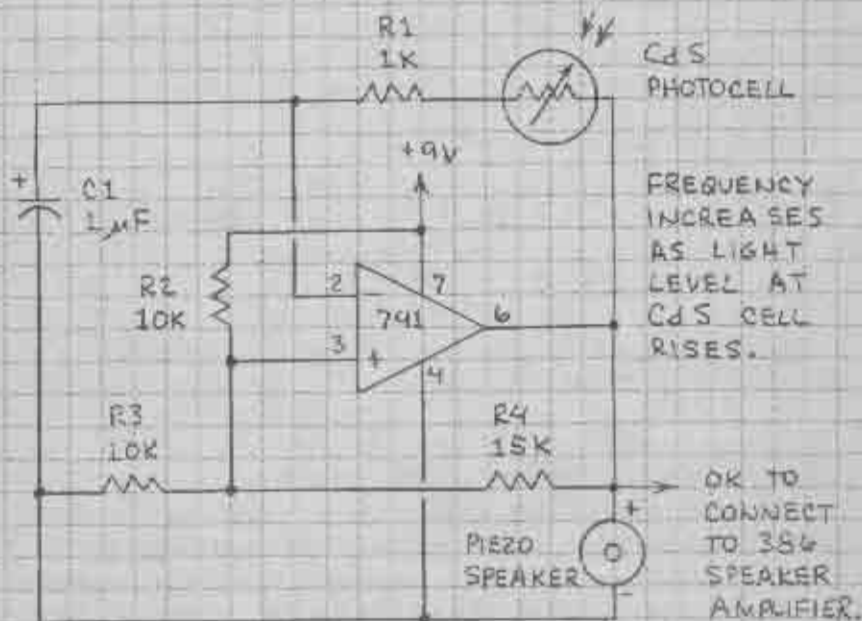 R1
1K
CdS
PHOTOCELL
+9V
+
C1
1µF
FREQUENCY
INCREASES
AS LIGHT
LEVEL AT
CdS CELL
RISES.
R2
10K
2
-
7
741
6
3
+
4
R3
10K
R4
15K
OK TO
CONNECT
TO 386
SPEAKER
AMPLIFIER.
+
PIEZO
SPEAKER
-